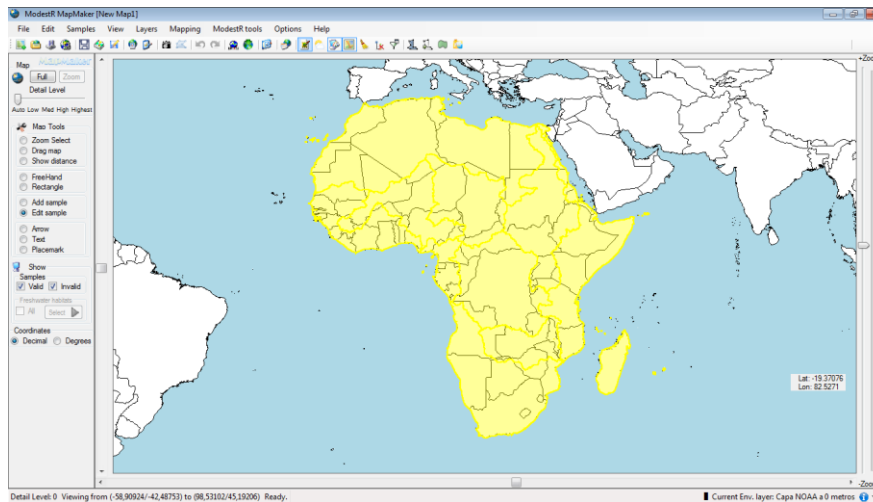 ModestR MapMaker [New Map1]
File Edit Samples View Layers Mapping ModestR tools Options Help
Map MapMaker
Full Zoom
Detail Level
Auto Low Med High Highest
Map Tools
Zoom Select
Drag map
Show distance
FreeHand
Rectangle
Add sample
Edit sample
Arrow
Text
Placemark
Show
Samples
Valid Invalid
Freshwater habitats
All Select
Coordinates
Decimal Degrees
+Zoo
Lat: -19.37076
Lon: 82.5271
-Zoo
Detail Level: 0 Viewing from (-58,90924/-42,48753) to (98,53102/45,19206) Ready.
Current Env. layer: Capa NOAA a 0 metros